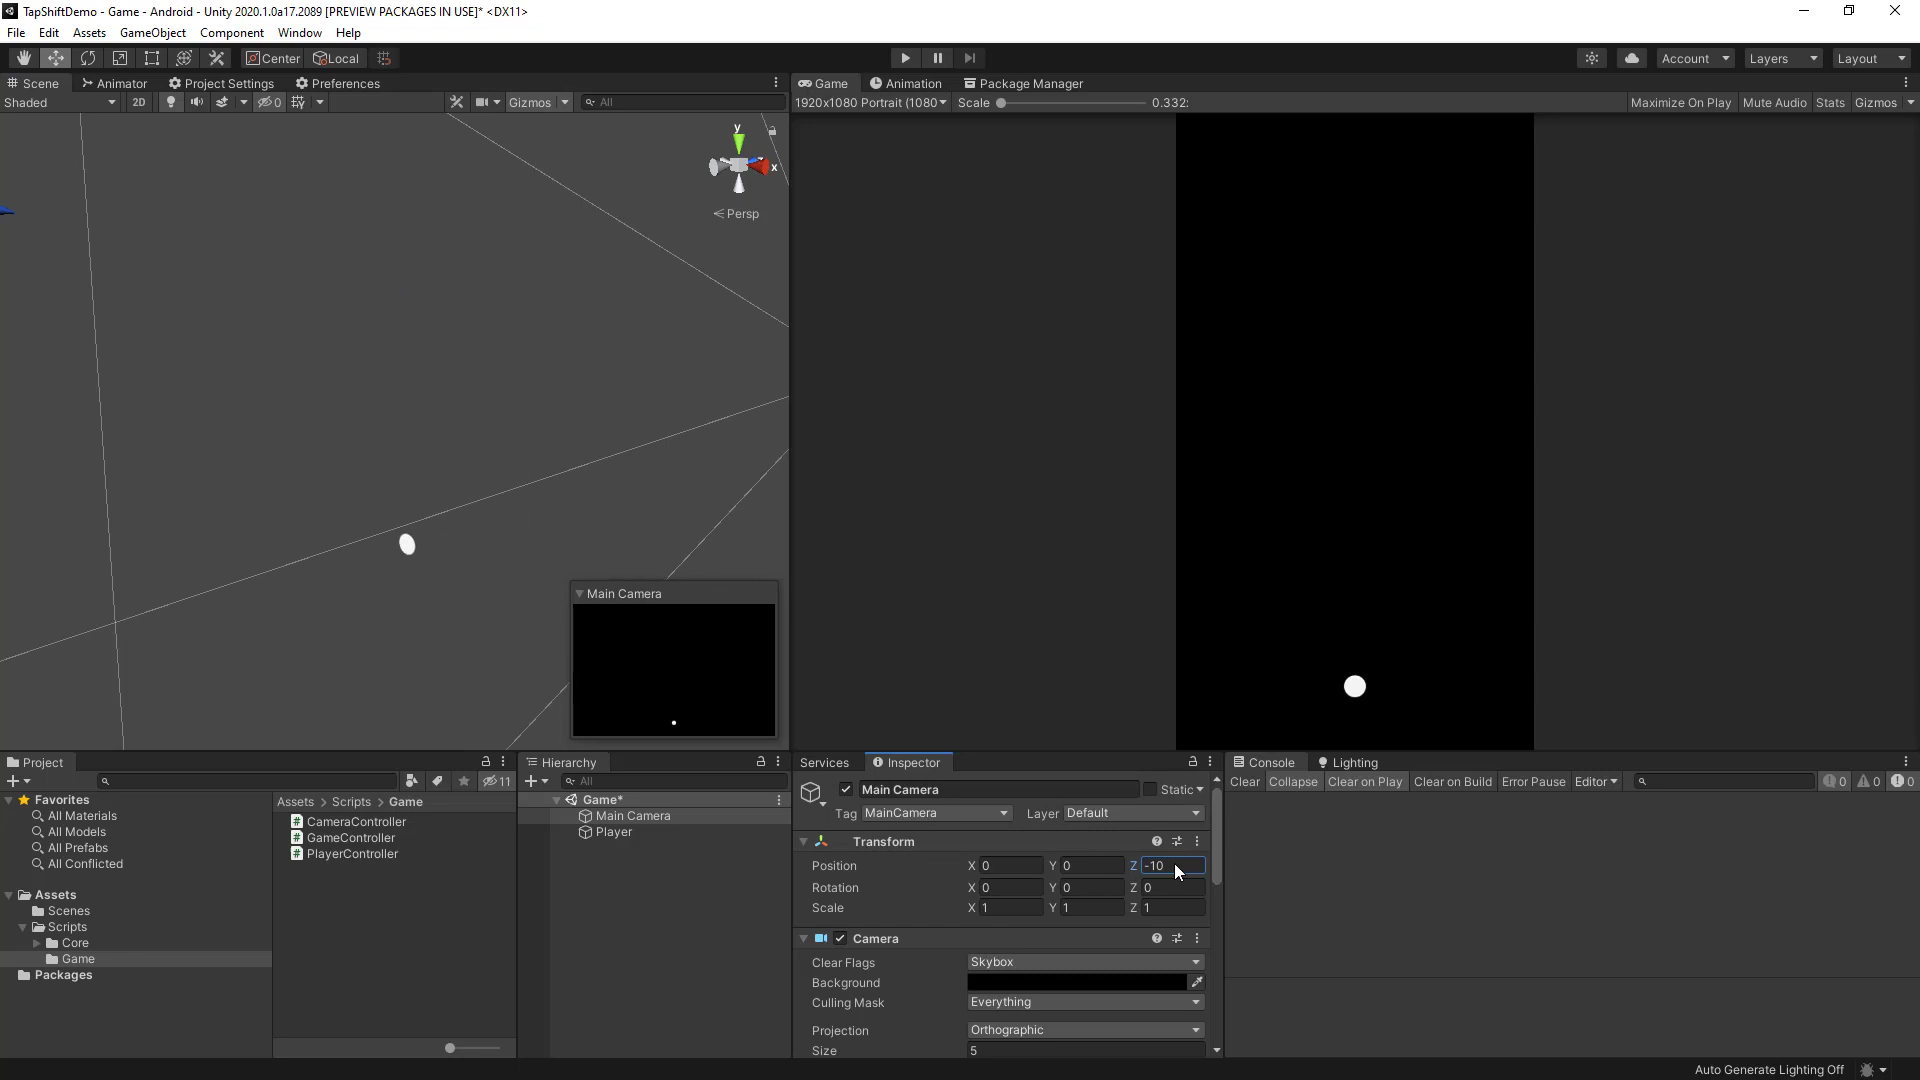 TapShiftDemo - Game - Android - Unity 2020.1.0a17.2089 [PREVIEW PACKAGES IN USE]* <DX11>
File Edit Assets GameObject Component Window Help
Center Local Account Layers Layout
Scene Animator Project Settings Preferences
Shaded 2D 0 Gizmos All
y
x
Persp
Main Camera
Game Animation Package Manager
1920x1080 Portrait (1080 Scale 0.332: Maximize On Play Mute Audio Stats Gizmos
Project
11
Favorites
All Materials
All Models
All Prefabs
All Conflicted
Assets
Scenes
Scripts
Core
Game
Packages
Assets > Scripts > Game
CameraController
GameController
PlayerController
Hierarchy
All
Game*
Main Camera
Player
Services Inspector
Main Camera Static
Tag MainCamera Layer Default
Transform
Position X 0 Y 0 Z -10
Rotation X 0 Y 0 Z 0
Scale X 1 Y 1 Z 1
Camera
Clear Flags Skybox
Background
Culling Mask Everything
Projection Orthographic
Size 5
Console Lighting
Clear Collapse Clear on Play Clear on Build Error Pause Editor 0 0 0
Auto Generate Lighting Off